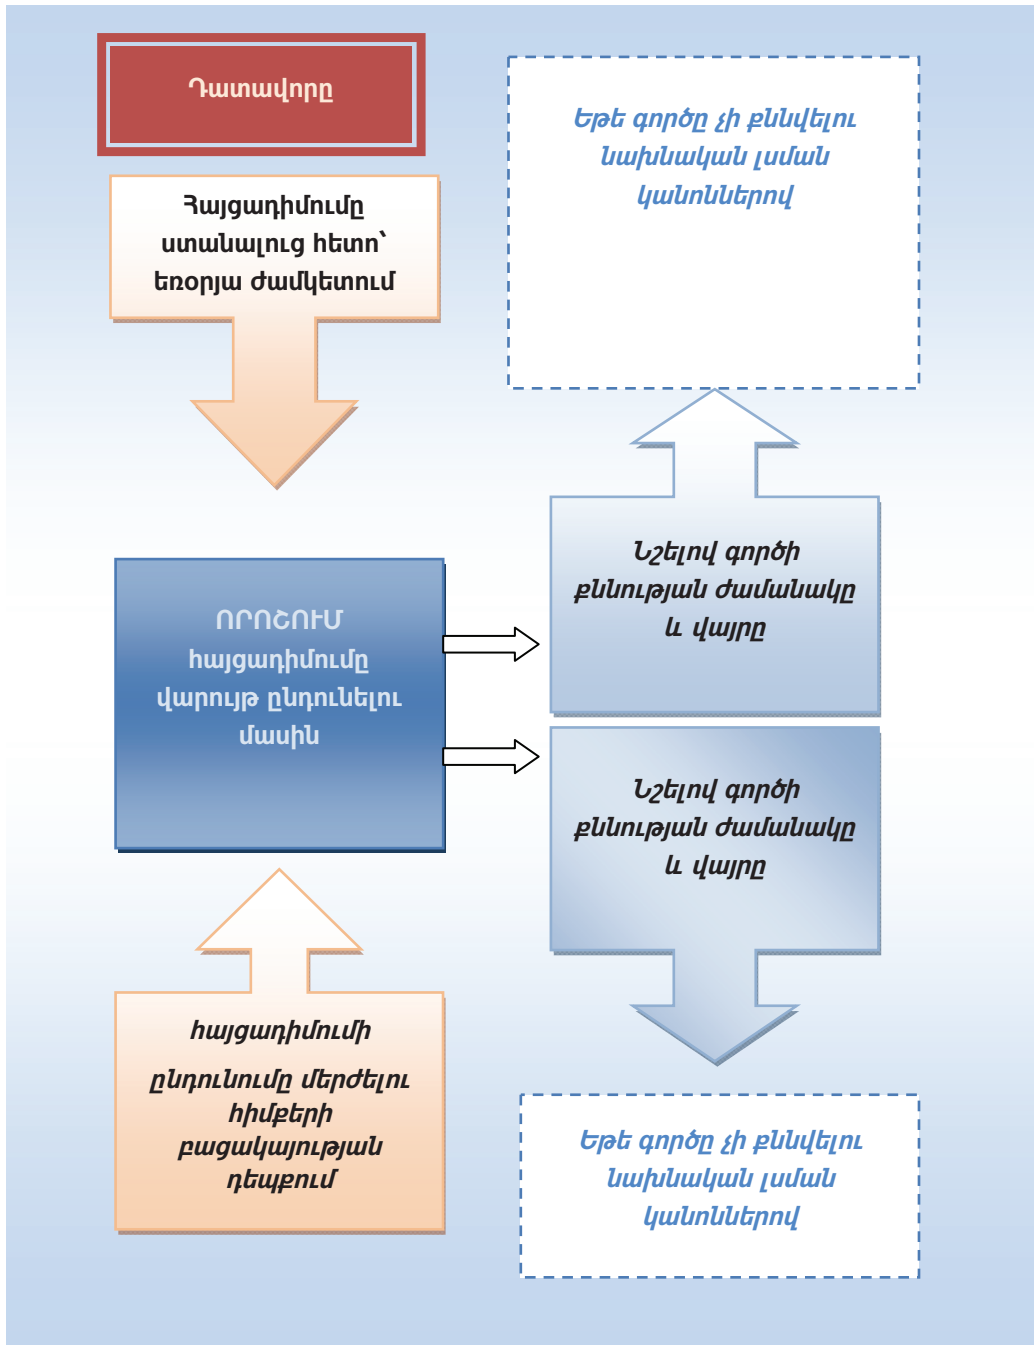 Դատավորը
Հայցադիմումը
ստանալուց հետո՝
եռօրյա ժամկետում
ՈՐՈՇՈՒՄ
հայցադիմումը
վարույթ ընդունելու
մասին
հայցադիմումի
ընդունումը մերժելու
հիմքերի
բացակայության
դեպքում
Եթե գործը չի քննվելու
նախնական լսման
կանոններով
Նշելով գործի
քննության ժամանակը
և վայրը
Նշելով գործի
քննության ժամանակը
և վայրը
Եթե գործը չի քննվելու
նախնական լսման
կանոններով